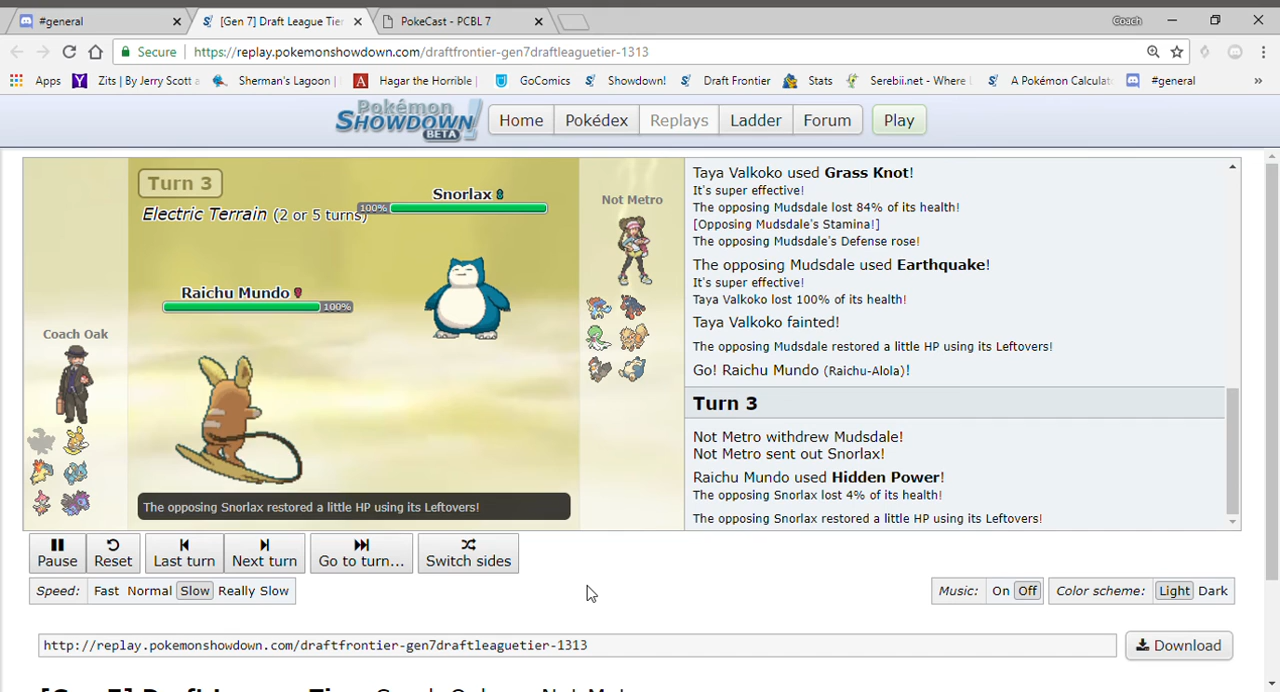 #general
[Gen 7] Draft League Tier
PokeCast - PCBL 7
Coach
Secure
https://replay.pokemonshowdown.com/draftfrontier-gen7draftleaguetier-1313
Apps
Zits | By Jerry Scott a
Sherman's Lagoon |
Hagar the Horrible |
GoComics
Showdown!
Draft Frontier
Stats
Serebii.net - Where
A Pokémon Calculat
#general
»
Pokémon
SHOWDOWN!
BETA
Home
Pokédex
Replays
Ladder
Forum
Play
Turn 3
Electric Terrain (2 or 5 turns)
Snorlax
100%
Raichu Mundo
100%
Coach Oak
Not Metro
The opposing Snorlax restored a little HP using its Leftovers!
Taya Valkoko used Grass Knot!
It's super effective!
The opposing Mudsdale lost 84% of its health!
[Opposing Mudsdale's Stamina!]
The opposing Mudsdale's Defense rose!
The opposing Mudsdale used Earthquake!
It's super effective!
Taya Valkoko lost 100% of its health!
Taya Valkoko fainted!
The opposing Mudsdale restored a little HP using its Leftovers!
Go! Raichu Mundo (Raichu-Alola)!
Turn 3
Not Metro withdrew Mudsdale!
Not Metro sent out Snorlax!
Raichu Mundo used Hidden Power!
The opposing Snorlax lost 4% of its health!
The opposing Snorlax restored a little HP using its Leftovers!
Pause
Reset
Last turn
Next turn
Go to turn...
Switch sides
Speed: Fast Normal Slow Really Slow
Music: On Off
Color scheme: Light Dark
http://replay.pokemonshowdown.com/draftfrontier-gen7draftleaguetier-1313
Download